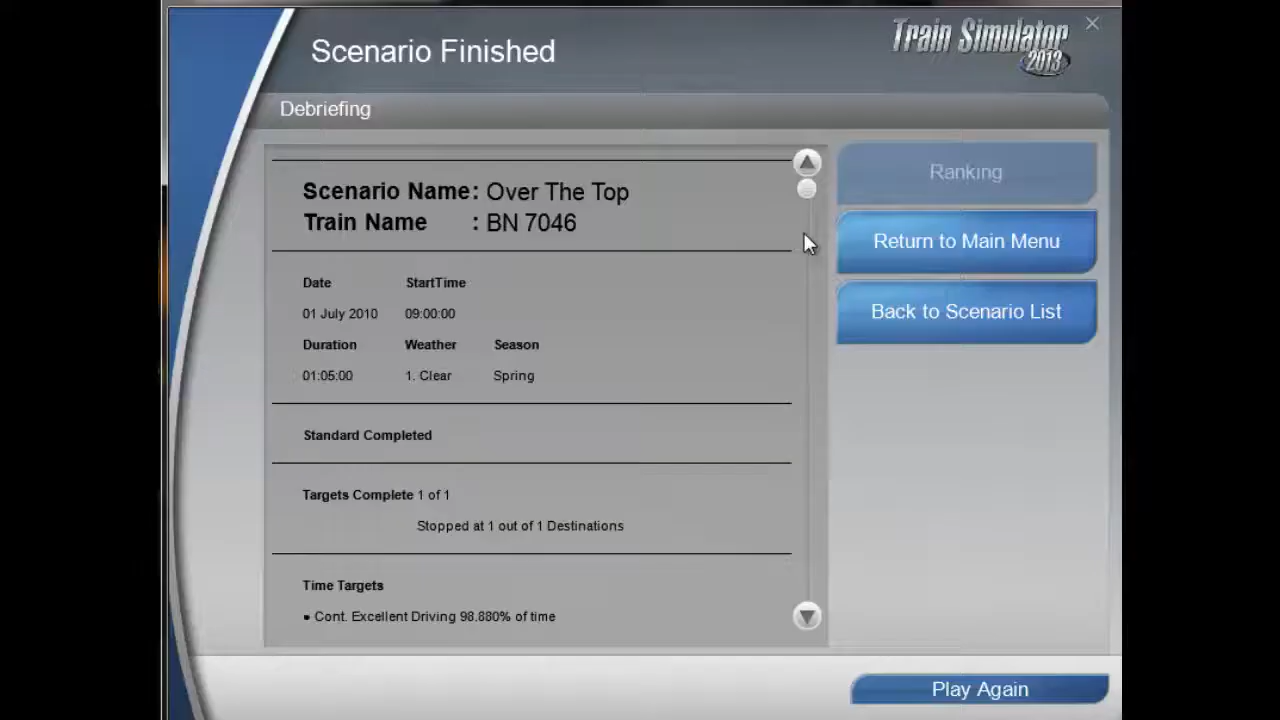 Scenario Finished
Train Simulator
2013
Debriefing
Scenario Name: Over The Top
Train Name : BN 7046
Date StartTime
01 July 2010 09:00:00
Duration Weather Season
01:05:00 1. Clear Spring
Standard Completed
Targets Complete 1 of 1
Stopped at 1 out of 1 Destinations
Time Targets
• Cont. Excellent Driving 98.880% of time
Ranking
Return to Main Menu
Back to Scenario List
Play Again